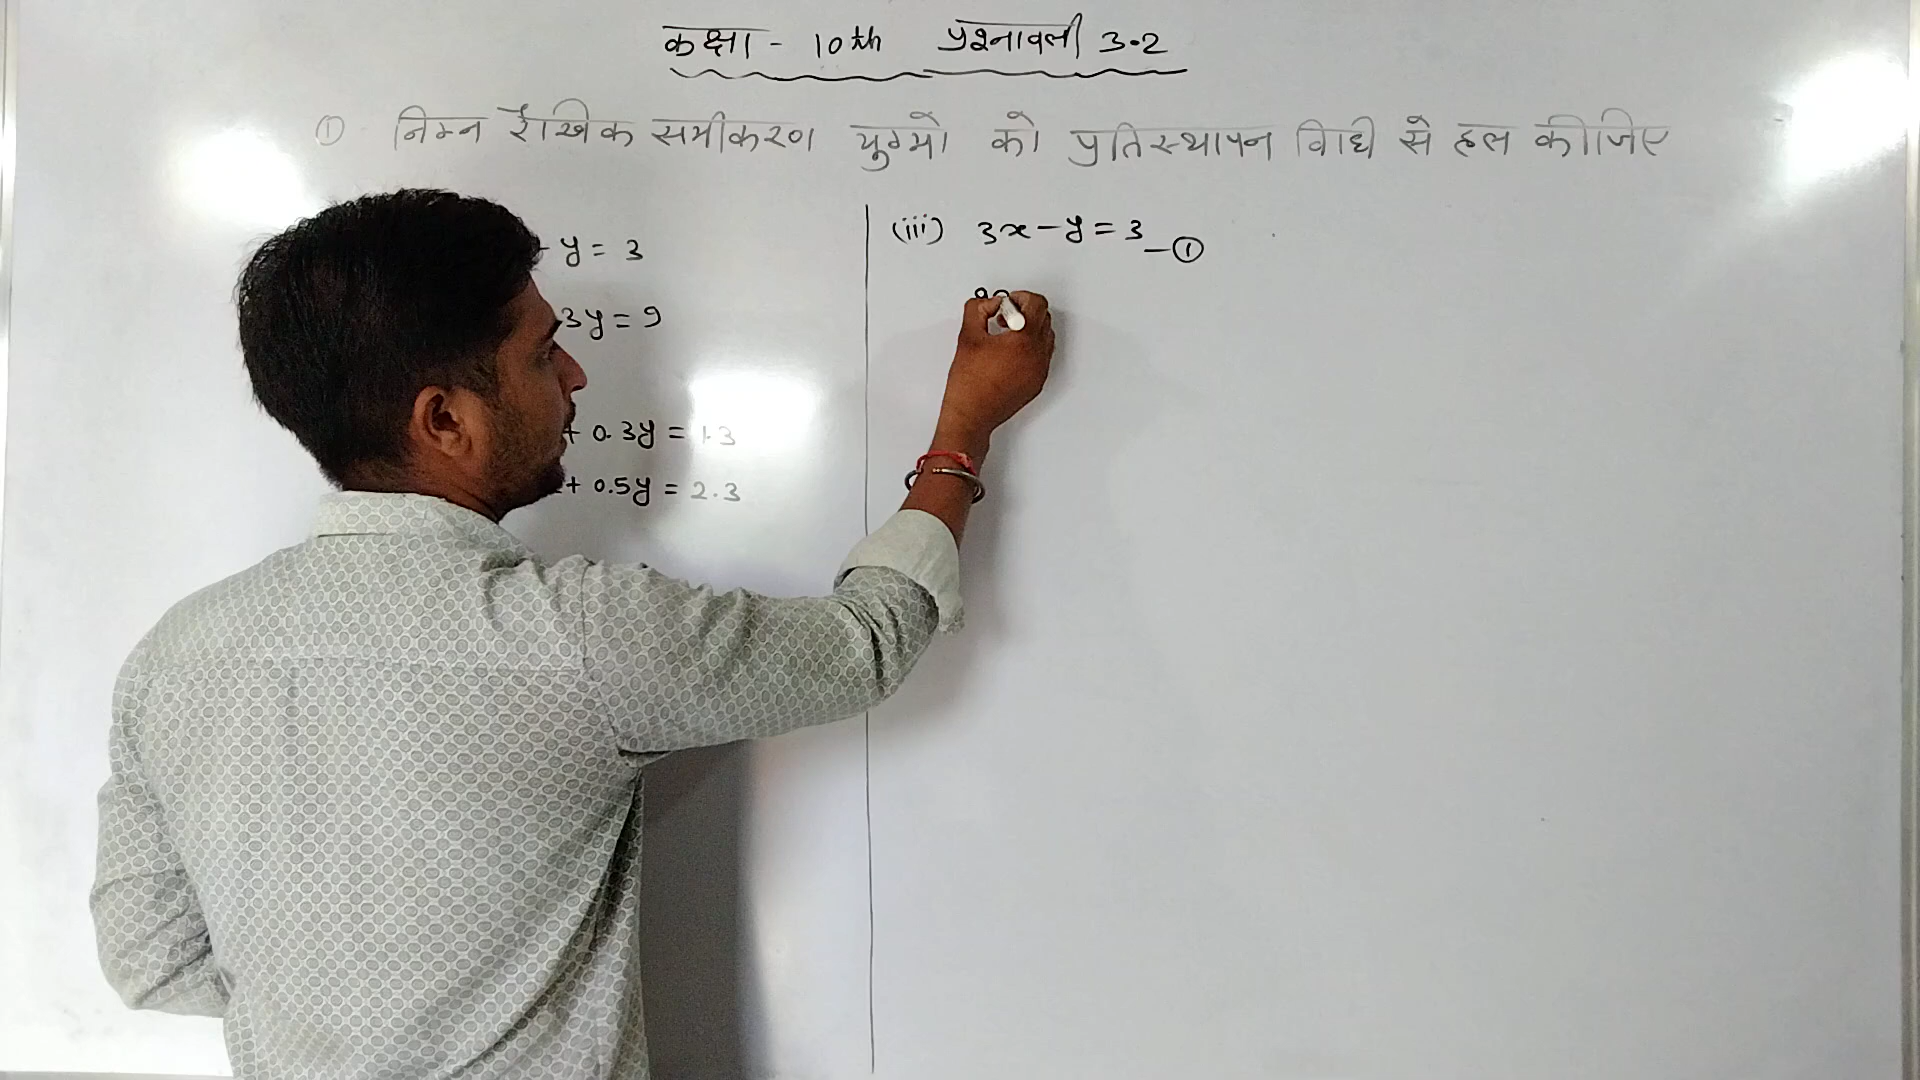 कक्षा - 10th प्रश्नावली 3.2
① निम्न रैखिक समीकरण युग्मो को प्रतिस्थापन विधि से हल कीजिए
y = 3
3y = 9
+ 0.3y = 1.3
+ 0.5y = 2.3
(iii) 3x - y = 3 - ①